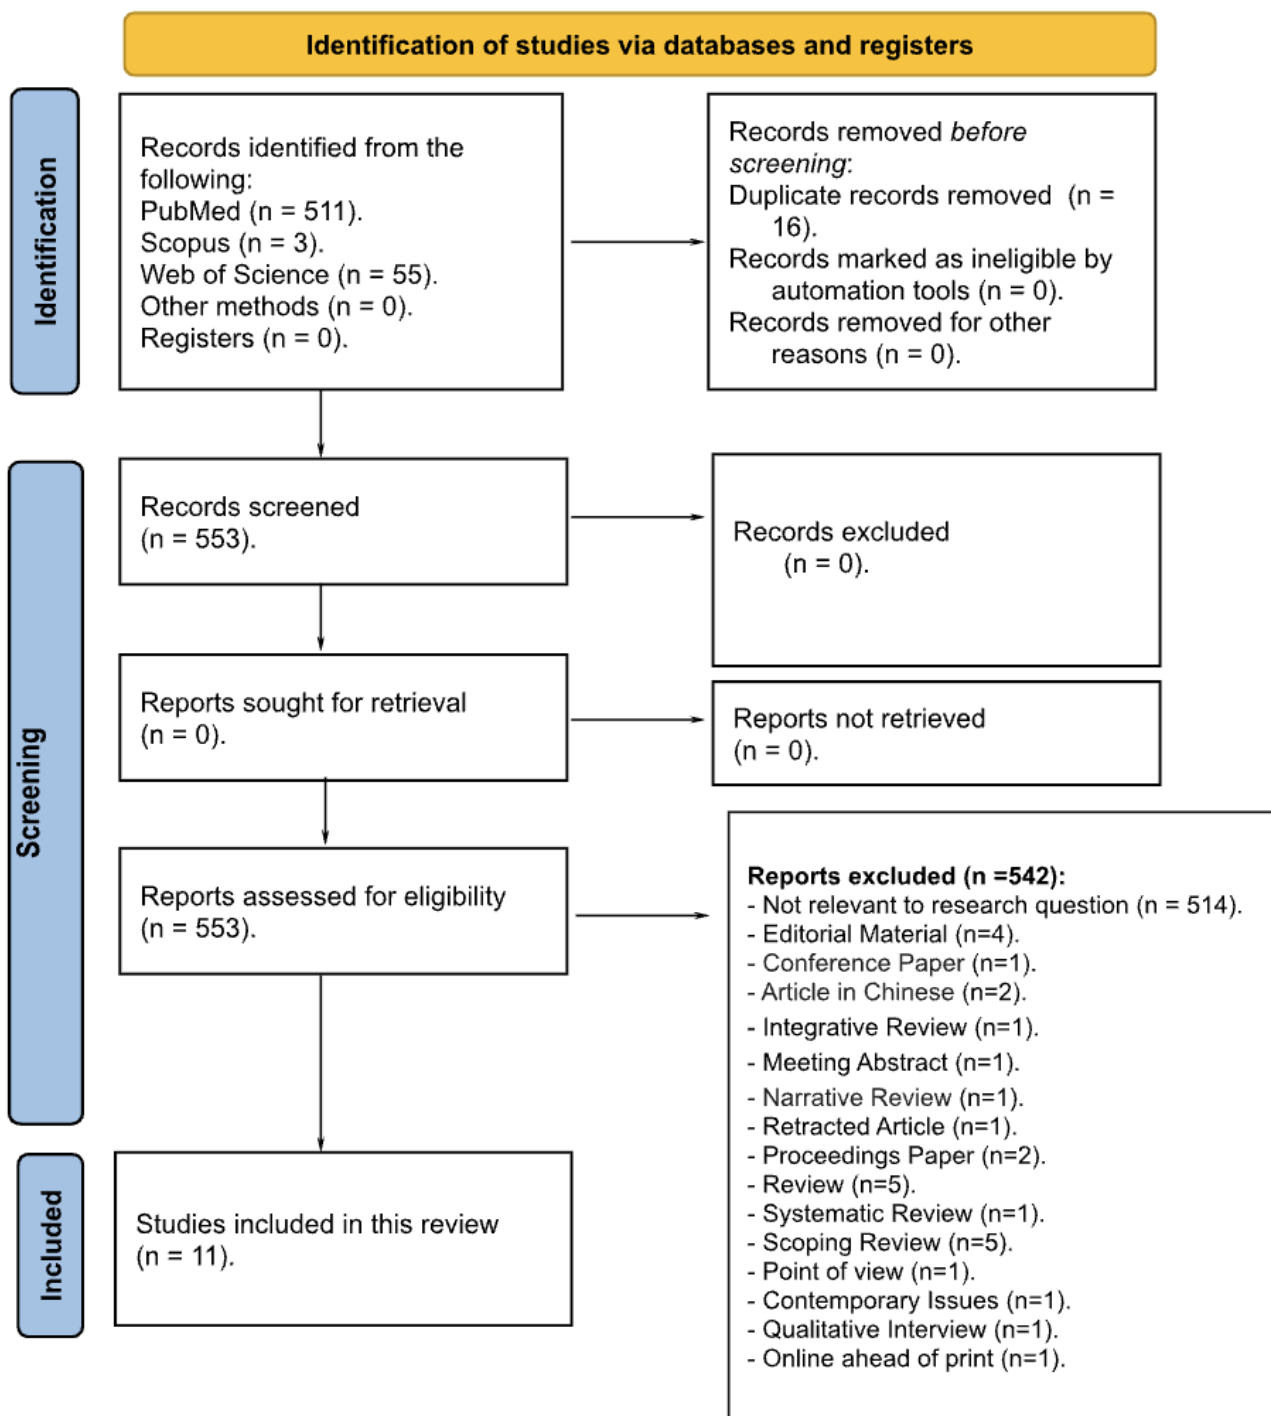 Identification of studies via databases and registers
Identification
Records identified from the
following:
PubMed (n = 511).
Scopus (n = 3).
Web of Science (n = 55).
Other methods (n = 0).
Registers (n = 0).
Records removed before
screening:
Duplicate records removed (n =
16).
Records marked as ineligible by
automation tools (n = 0).
Records removed for other
reasons (n = 0).
Screening
Records screened
(n = 553).
Records excluded
(n = 0).
Reports sought for retrieval
(n = 0).
Reports not retrieved
(n = 0).
Reports assessed for eligibility
(n = 553).
Reports excluded (n =542):
- Not relevant to research question (n = 514).
- Editorial Material (n=4).
- Conference Paper (n=1).
- Article in Chinese (n=2).
- Integrative Review (n=1).
- Meeting Abstract (n=1).
- Narrative Review (n=1).
- Retracted Article (n=1).
- Proceedings Paper (n=2).
- Review (n=5).
- Systematic Review (n=1).
- Scoping Review (n=5).
- Point of view (n=1).
- Contemporary Issues (n=1).
- Qualitative Interview (n=1).
- Online ahead of print (n=1).
Included
Studies included in this review
(n = 11).